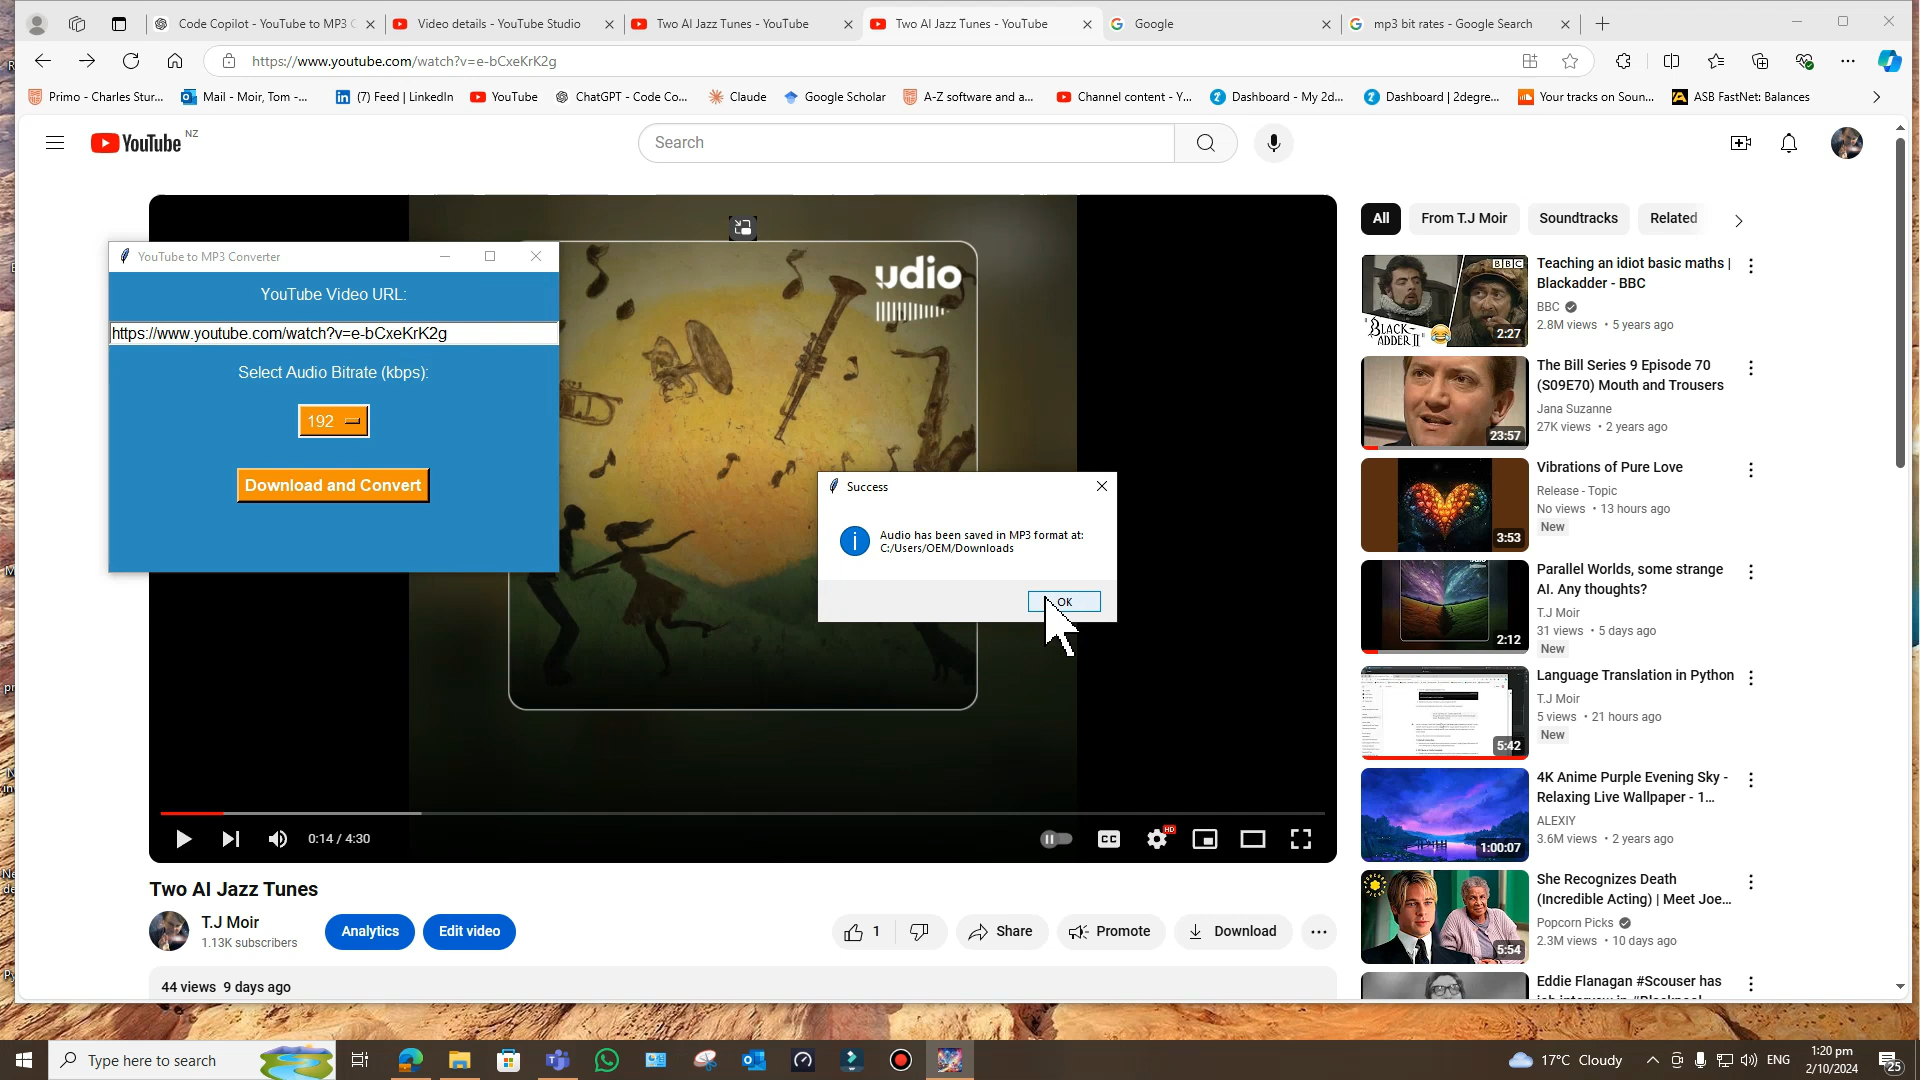 Code Copilot - YouTube to MP3 C
Video details - YouTube Studio
Two AI Jazz Tunes - YouTube
Two AI Jazz Tunes - YouTube
Google
mp3 bit rates - Google Search
https://www.youtube.com/watch?v=e-bCxeKrK2g
Primo - Charles Stur...
Mail - Moir, Tom -...
(7) Feed | LinkedIn
YouTube
ChatGPT - Code Co...
Claude
Google Scholar
A-Z software and a...
Channel content - Y...
Dashboard - My 2d...
Dashboard | 2degre...
Your tracks on Soun...
ASB FastNet: Balances
YouTube NZ
Search
All
From T.J Moir
Soundtracks
Related
YouTube to MP3 Converter
YouTube Video URL:
https://www.youtube.com/watch?v=e-bCxeKrK2g
Select Audio Bitrate (kbps):
192
Download and Convert
udio
Success
Audio has been saved in MP3 format at:
C:/Users/OEM/Downloads
OK
0:14 / 4:30
CC
HD
Two AI Jazz Tunes
T.J Moir
1.13K subscribers
Analytics
Edit video
1
Share
Promote
Download
44 views 9 days ago
BBC
"BLACK-
ADDER II"
2:27
Teaching an idiot basic maths |
Blackadder - BBC
BBC
2.8M views • 5 years ago
23:57
The Bill Series 9 Episode 70
(S09E70) Mouth and Trousers
Jana Suzanne
27K views • 2 years ago
3:53
Vibrations of Pure Love
Release - Topic
No views • 13 hours ago
New
2:12
Parallel Worlds, some strange
AI. Any thoughts?
T.J Moir
31 views • 5 days ago
New
5:42
Language Translation in Python
T.J Moir
5 views • 21 hours ago
New
1:00:07
4K Anime Purple Evening Sky -
Relaxing Live Wallpaper - 1...
ALEXIY
3.6M views • 2 years ago
5:54
She Recognizes Death
(Incredible Acting) | Meet Joe...
Popcorn Picks
2.3M views • 10 days ago
Eddie Flanagan #Scouser has
Type here to search
17°C Cloudy
ENG
1:20 pm
2/10/2024
25